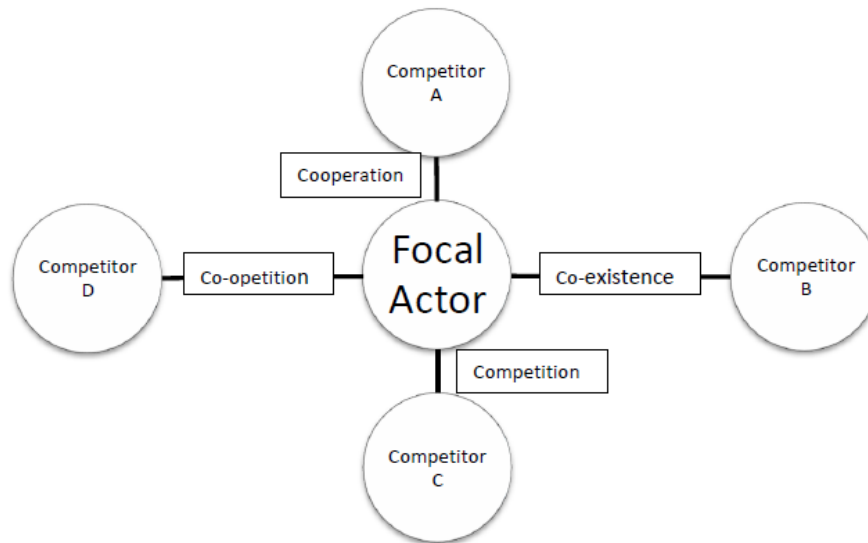 Competitor
A
Cooperation
Competitor
D
Co-opetition
Focal
Actor
Co-existence
Competitor
B
Competition
Competitor
C